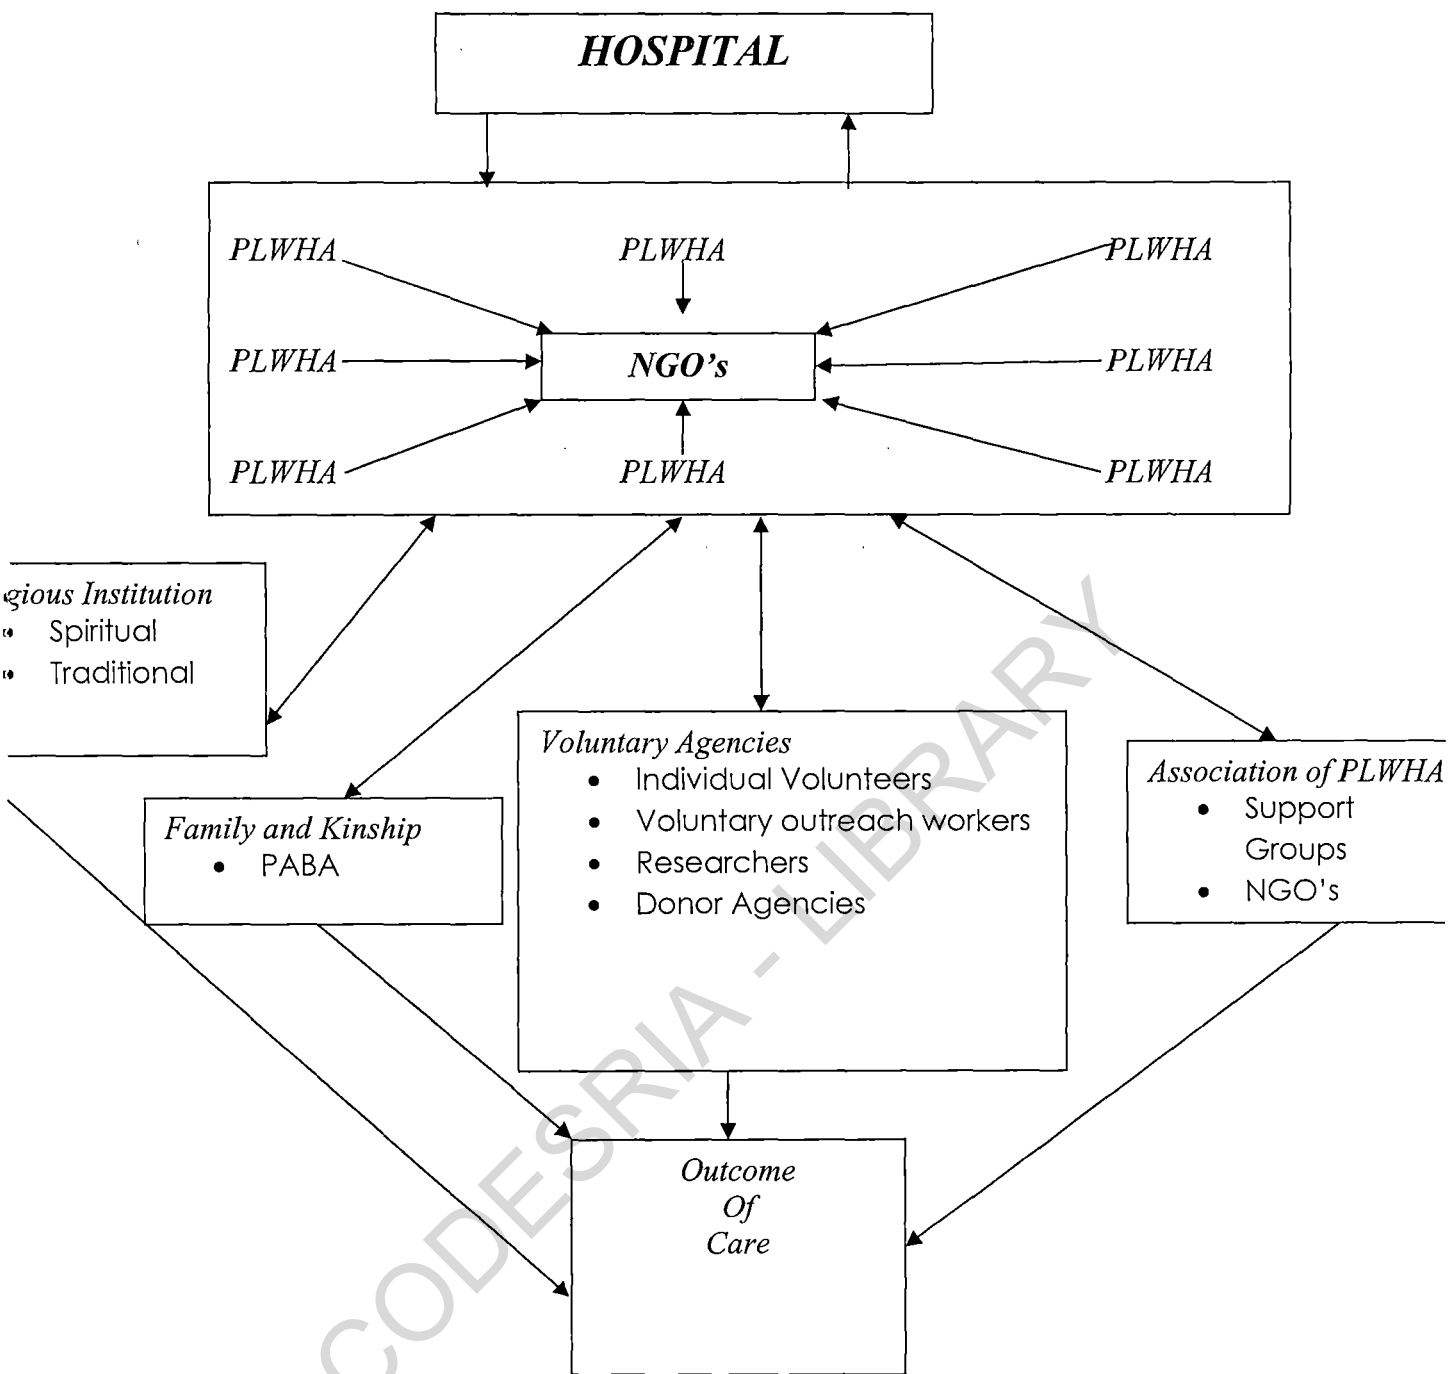 HOSPITAL
PLWHA PLWHA PLWHA
PLWHA NGO's PLWHA
PLWHA PLWHA PLWHA
gious Institution
Spiritual
Traditional
Family and Kinship
• PABA
Voluntary Agencies
• Individual Volunteers
• Voluntary outreach workers
• Researchers
• Donor Agencies
Association of PLWHA
• Support
Groups
• NGO's
Outcome
Of
Care
CODESRIA - LIBRARY